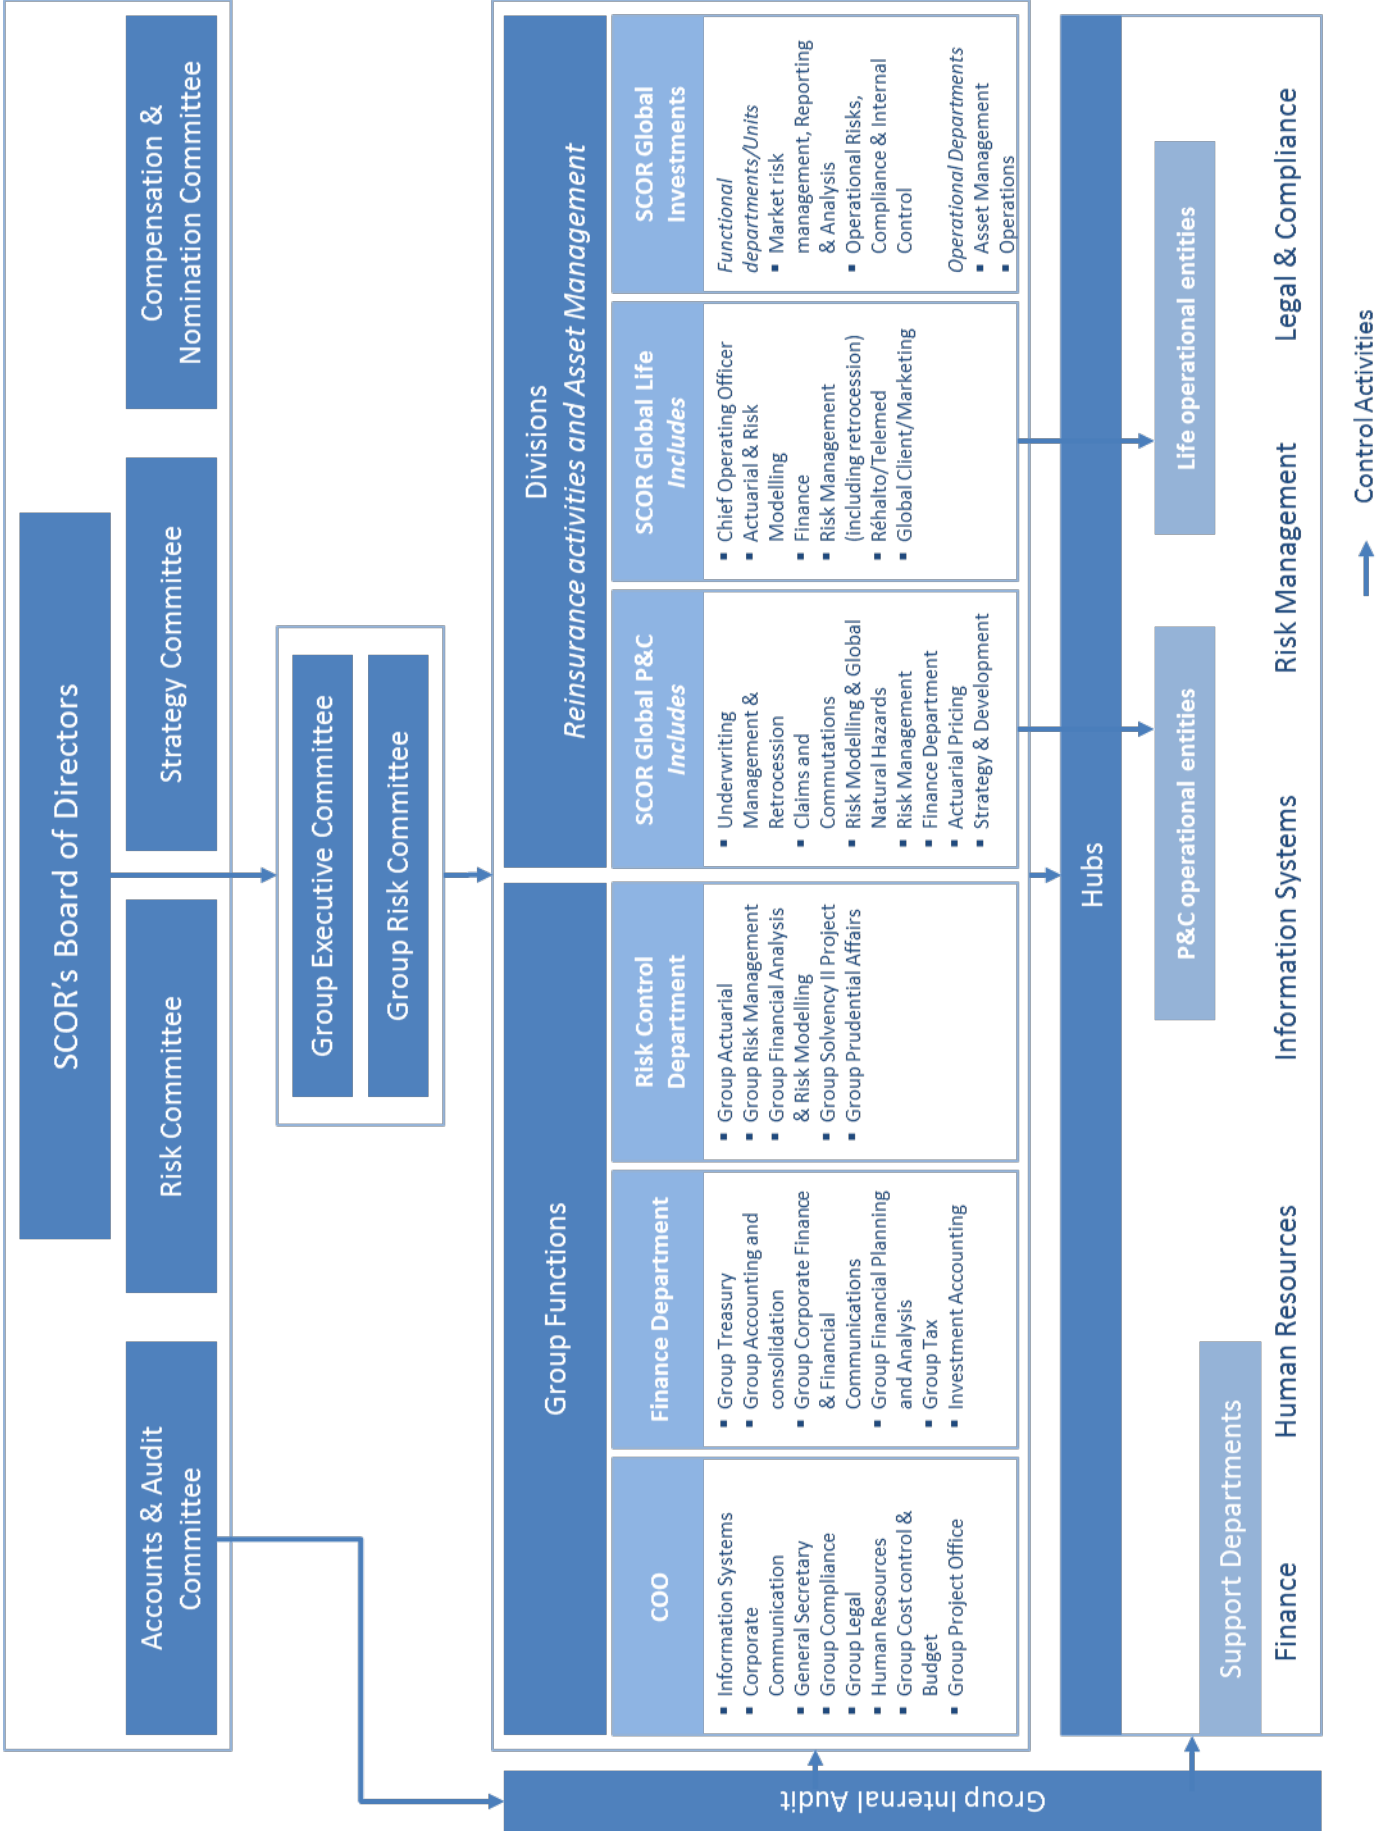 SCOR's Board of Directors
Accounts & Audit
Committee
Risk Committee
Strategy Committee
Compensation &
Nomination Committee
Group Executive Committee
Group Risk Committee
Group Internal Audit
Group Functions
Divisions
Reinsurance activities and Asset Management
COO
▪ Information Systems
▪ Corporate
Communication
▪ General Secretary
▪ Group Compliance
▪ Group Legal
▪ Human Resources
▪ Group Cost control &
Budget
▪ Group Project Office
Finance Department
▪ Group Treasury
▪ Group Accounting and
consolidation
▪ Group Corporate Finance
& Financial
Communications
▪ Group Financial Planning
and Analysis
▪ Group Tax
▪ Investment Accounting
Risk Control
Department
▪ Group Actuarial
▪ Group Risk Management
▪ Group Financial Analysis
& Risk Modelling
▪ Group Solvency II Project
▪ Group Prudential Affairs
SCOR Global P&C
Includes
▪ Underwriting
Management &
Retrocession
▪ Claims and
Commutations
▪ Risk Modelling & Global
Natural Hazards
▪ Risk Management
▪ Finance Department
▪ Actuarial Pricing
▪ Strategy & Development
SCOR Global Life
Includes
▪ Chief Operating Officer
▪ Actuarial & Risk
Modelling
▪ Finance
▪ Risk Management
(including retrocession)
▪ Réhalto/Telemed
▪ Global Client/Marketing
SCOR Global
Investments
Functional
departments/Units
▪ Market risk
management, Reporting
& Analysis
▪ Operational Risks,
Compliance & Internal
Control
Operational Departments
▪ Asset Management
▪ Operations
Hubs
P&C operational entities
Life operational entities
Support Departments
Finance
Human Resources
Information Systems
Risk Management
Legal & Compliance
Control Activities